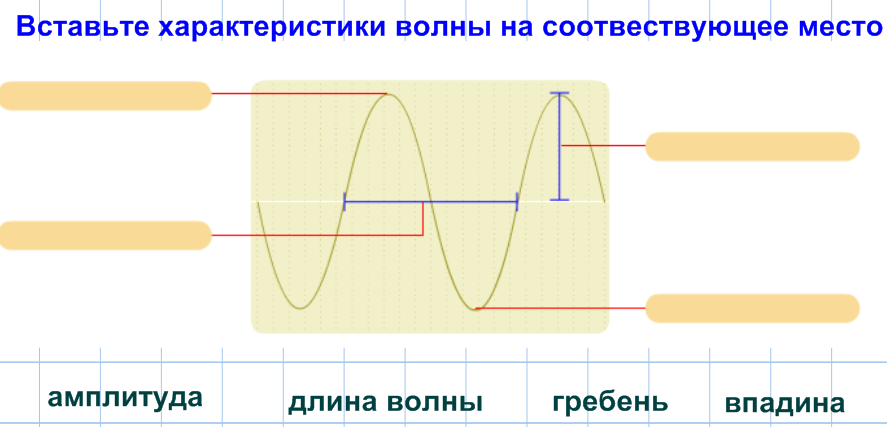 Вставьте характеристики волны на соотвествующее место
амплитуда длина волны гребень впадина